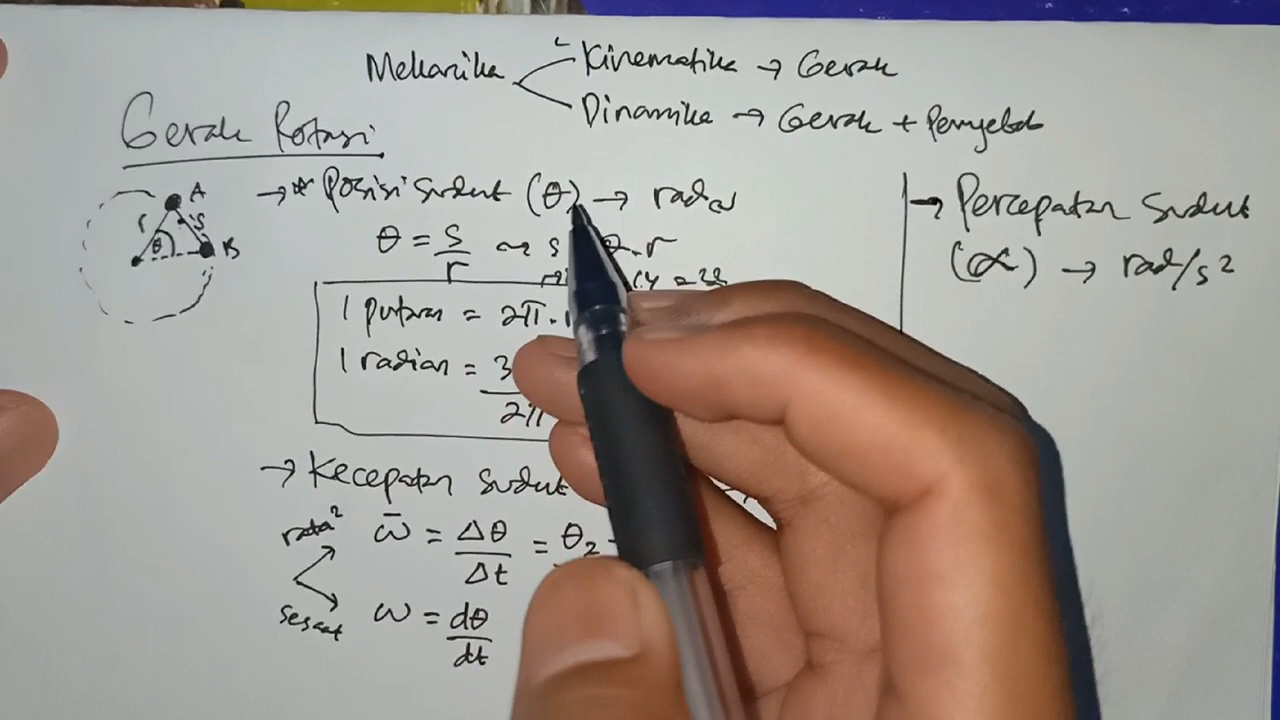 Mekanika
Kinematika → Gerak
Dinamika → Gerak + Penyebab
Gerak Rotasi
A
r
s
θ
B
→ * Posisi sudut (θ) → rad
θ = s/r ~ s θ.r
1 putaran = 2π.
1 radian = 3
2π
→ Kecepatan sudut
rata²
ω̄ = Δθ/Δt = θ₂ -
sesaat
ω = dθ/dt
→ Percepatan sudut
(α) → rad/s²